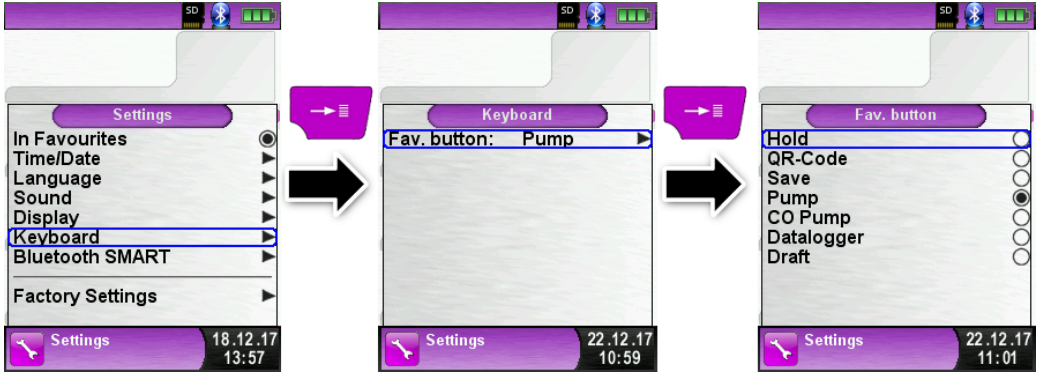 SD
Settings
In Favourites
Time/Date
Language
Sound
Display
Keyboard
Bluetooth SMART
Factory Settings
Settings
18.12.17
13:57
SD
Keyboard
Fav. button: Pump
Settings
22.12.17
10:59
SD
Fav. button
Hold
QR-Code
Save
Pump
CO Pump
Datalogger
Draft
Settings
22.12.17
11:01